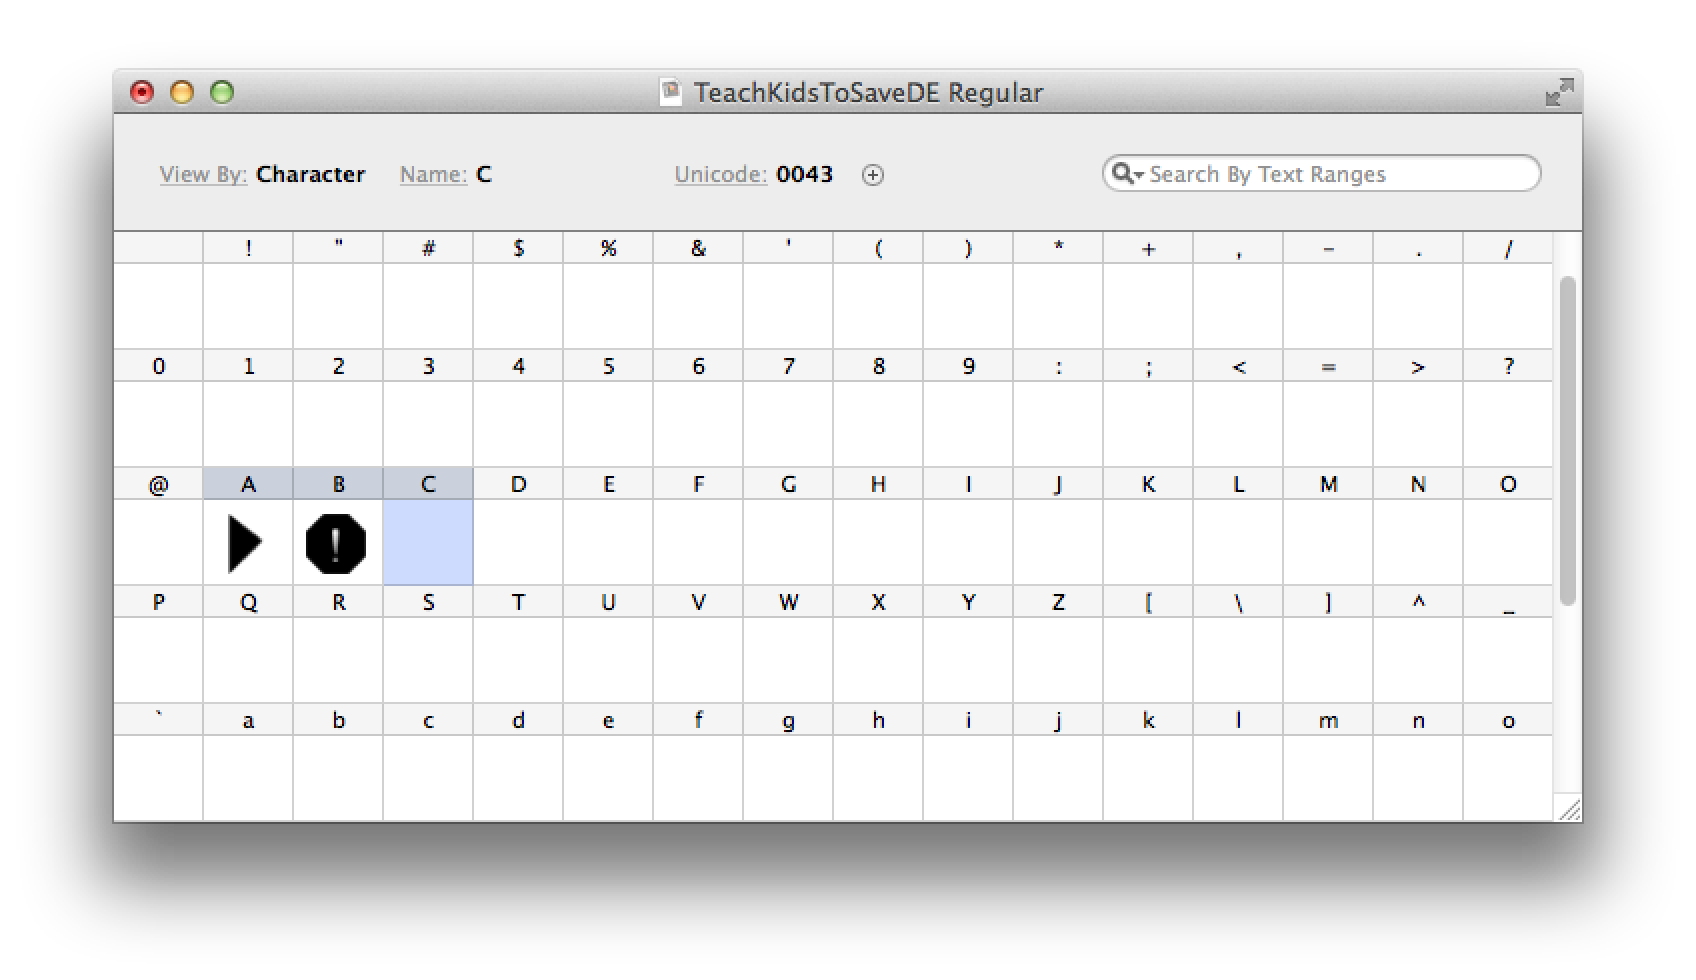 TeachKidsToSaveDE Regular
View By: Character Name: C Unicode: 0043 Search By Text Ranges
! " # $ % & ' ( ) * + , - . /
0 1 2 3 4 5 6 7 8 9 : ; < = > ?
@ A B C D E F G H I J K L M N O
!
P Q R S T U V W X Y Z [ \ ] ^ _
` a b c d e f g h i j k l m n o